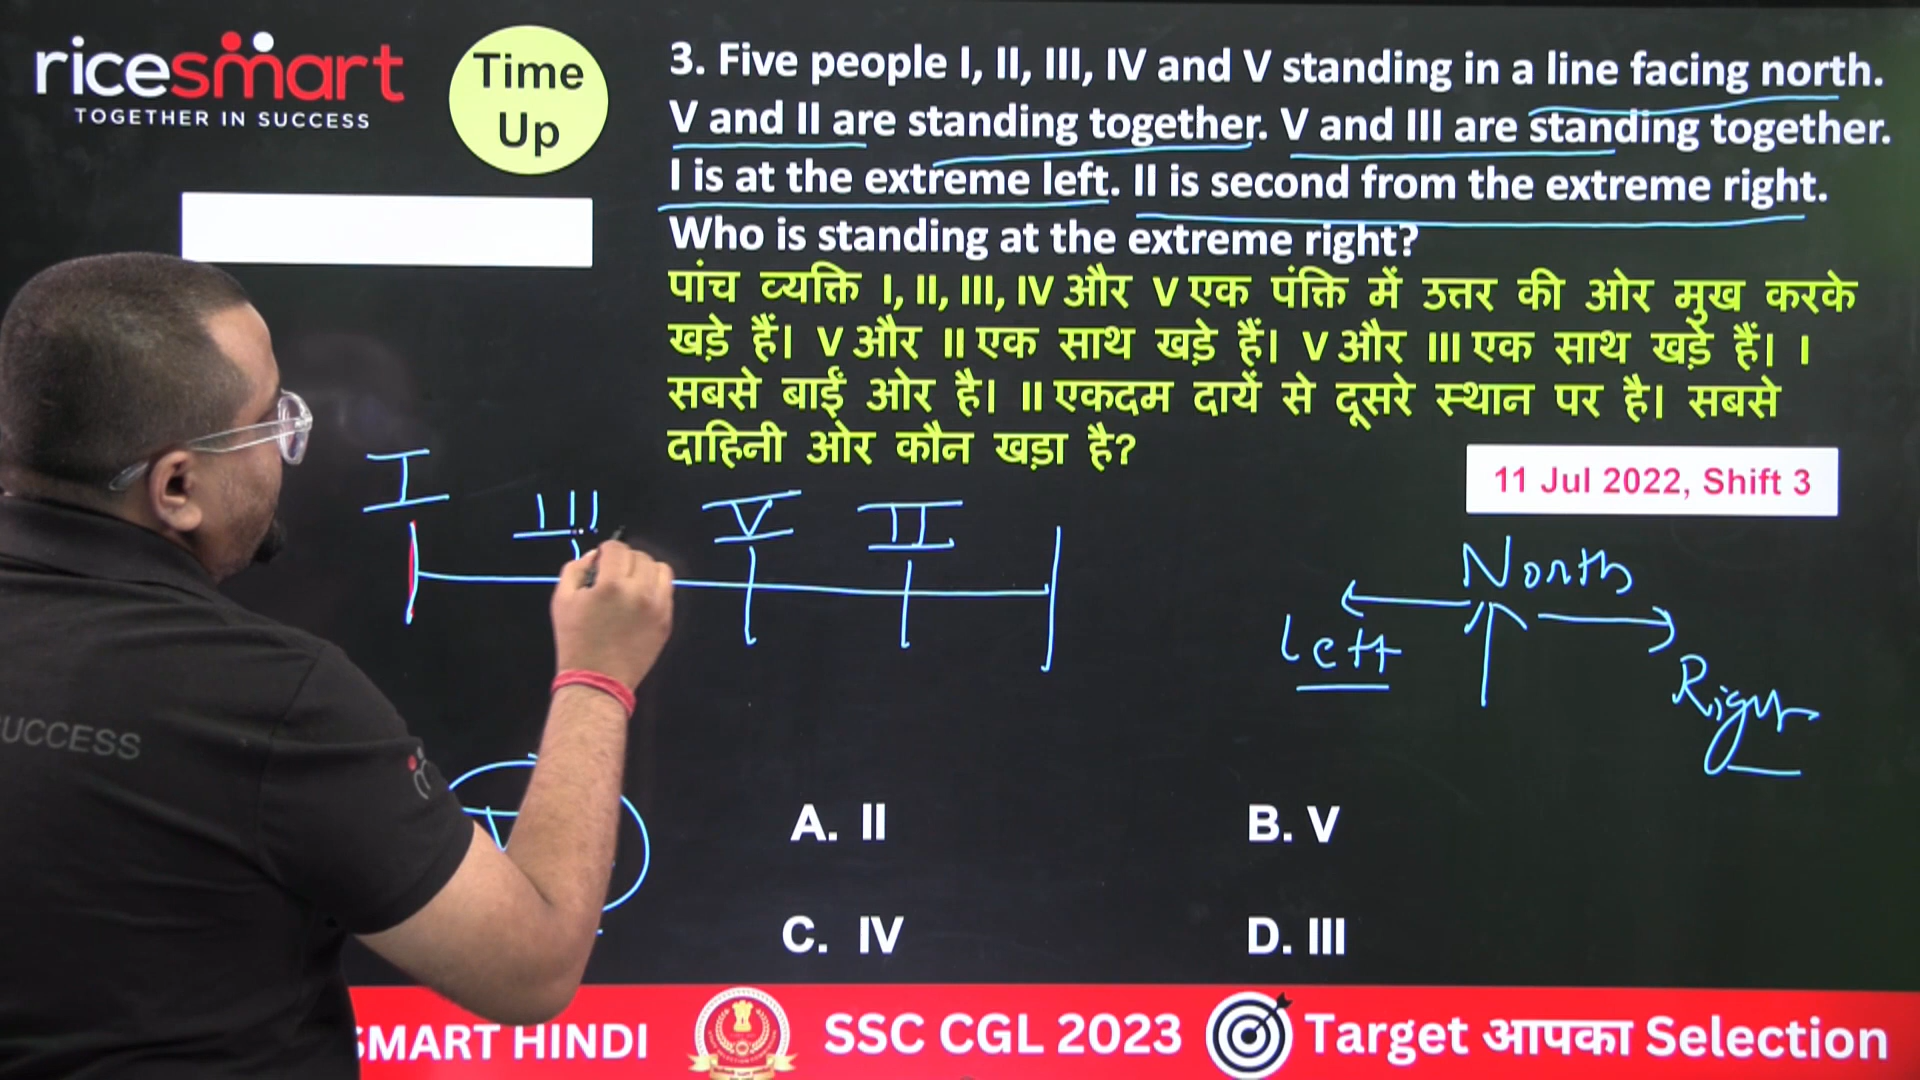 ricesmart
TOGETHER IN SUCCESS
Time
Up
3. Five people I, II, III, IV and V standing in a line facing north.
V and II are standing together. V and III are standing together.
I is at the extreme left. II is second from the extreme right.
Who is standing at the extreme right?
पांच व्यक्ति I, II, III, IV और V एक पंक्ति में उत्तर की ओर मुख करके
खड़े हैं। V और II एक साथ खड़े हैं। V और III एक साथ खड़े हैं। I
सबसे बाईं ओर है। II एकदम दायें से दूसरे स्थान पर है। सबसे
दाहिनी ओर कौन खड़ा है?
11 Jul 2022, Shift 3
I III V II
North
Left
Right
UCCESS
A. II
B. V
C. IV
D. III
SMART HINDI
SSC CGL 2023
Target आपका Selection